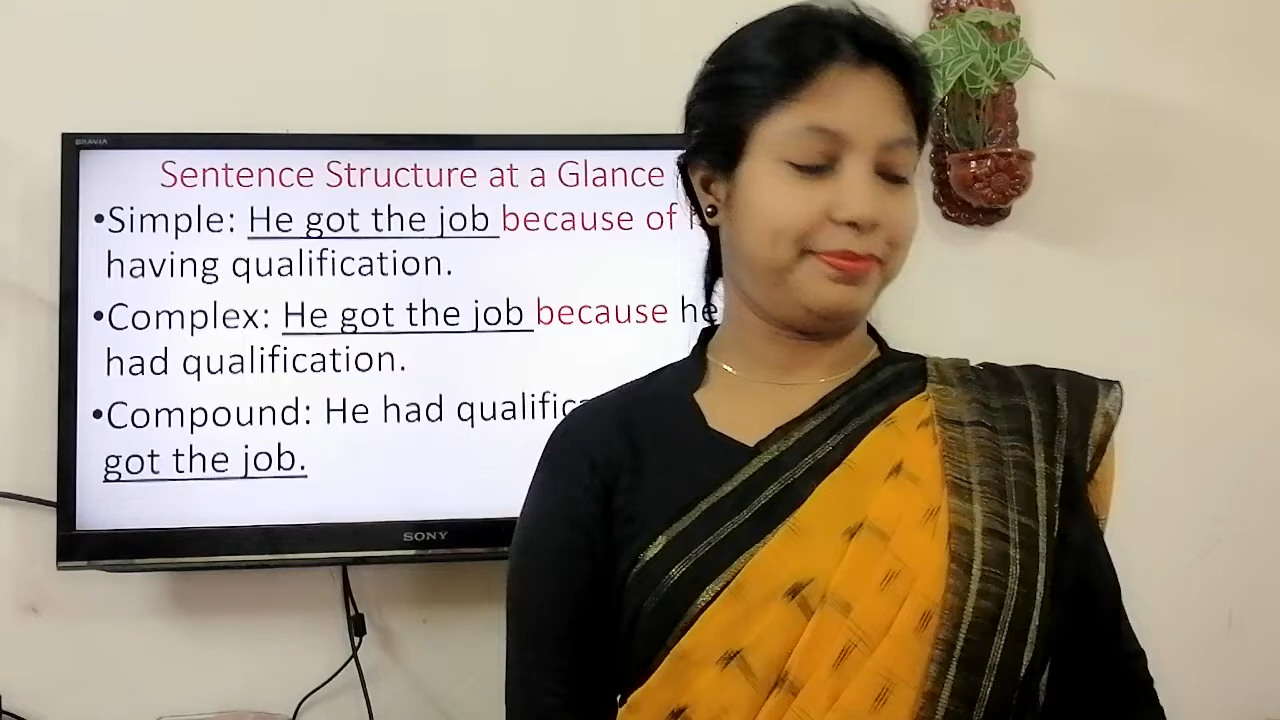 BRAVIA
Sentence Structure at a Glance
•Simple: He got the job because of
having qualification.
•Complex: He got the job because he
had qualification.
•Compound: He had
got the job.
SONY